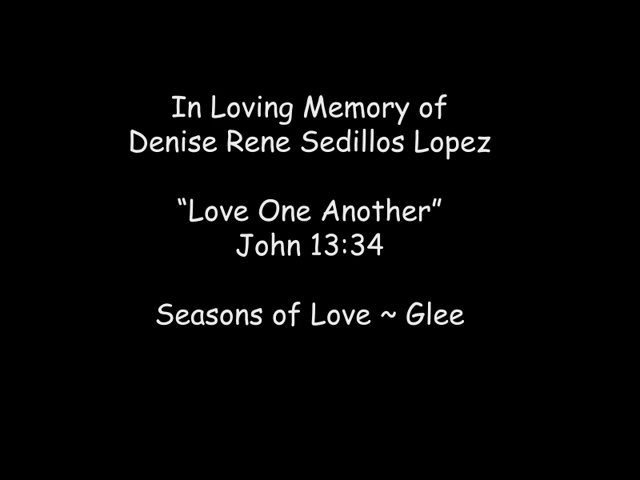 In Loving Memory of
Denise Rene Sedillos Lopez
“Love One Another”
John 13:34
Seasons of Love ~ Glee